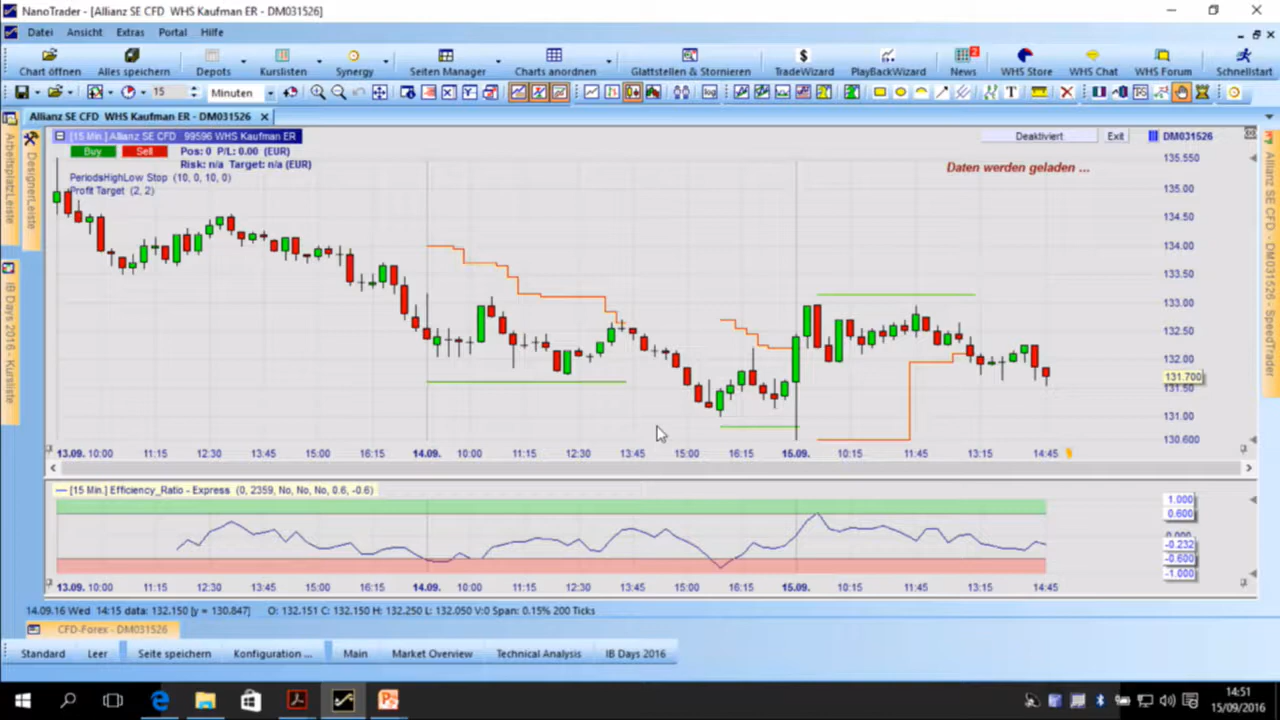 NanoTrader - [Allianz SE CFD WHS Kaufman ER - DM031526]
Datei Ansicht Extras Portal Hilfe
Chart öffnen Alles speichern Depots Kurslisten Synergy Seiten Manager Charts anordnen Glattstellen & Stornieren TradeWizard PlayBackWizard News WHS Store WHS Chat WHS Forum Schnellstart
2
15 Minuten
Allianz SE CFD WHS Kaufman ER - DM031526
[15 Min.] Allianz SE CFD 99596 WHS Kaufman ER
Deaktiviert Exit DM031526
Buy Sell Pos: 0 P/L: 0.00 (EUR)
Risk: n/a Target: n/a (EUR)
PeriodsHighLow Stop (10, 0, 10, 0)
Profit Target (2, 2)
Daten werden geladen ...
135.550
135.00
134.50
134.00
133.50
133.00
132.50
132.00
131.700
131.50
131.00
130.600
13.09. 10:00 11:15 12:30 13:45 15:00 16:15 14.09. 10:00 11:15 12:30 13:45 15:00 16:15 15.09. 10:15 11:45 13:15 14:45
[15 Min.] Efficiency_Ratio - Express (0, 2359, No, No, No, 0.6, -0.6)
1.000
0.600
0.000
-0.232
-0.600
-1.000
13.09. 10:00 11:15 12:30 13:45 15:00 16:15 14.09. 10:00 11:15 12:30 13:45 15:00 16:15 15.09. 10:15 11:45 13:15 14:45
14.09.16 Wed 14:15 data: 132.150 [y = 130.847] O: 132.151 C: 132.150 H: 132.250 L: 132.050 V:0 Span: 0.15% 200 Ticks
CFD-Forex - DM031526
Standard Leer Seite speichern Konfiguration ... Main Market Overview Technical Analysis IB Days 2016
ArbeitsplatzLeiste
DesignerLeiste
IB Days 2016 - Kursliste
Allianz SE CFD - DM031526 - SpeedTrader
14:51
15/09/2016